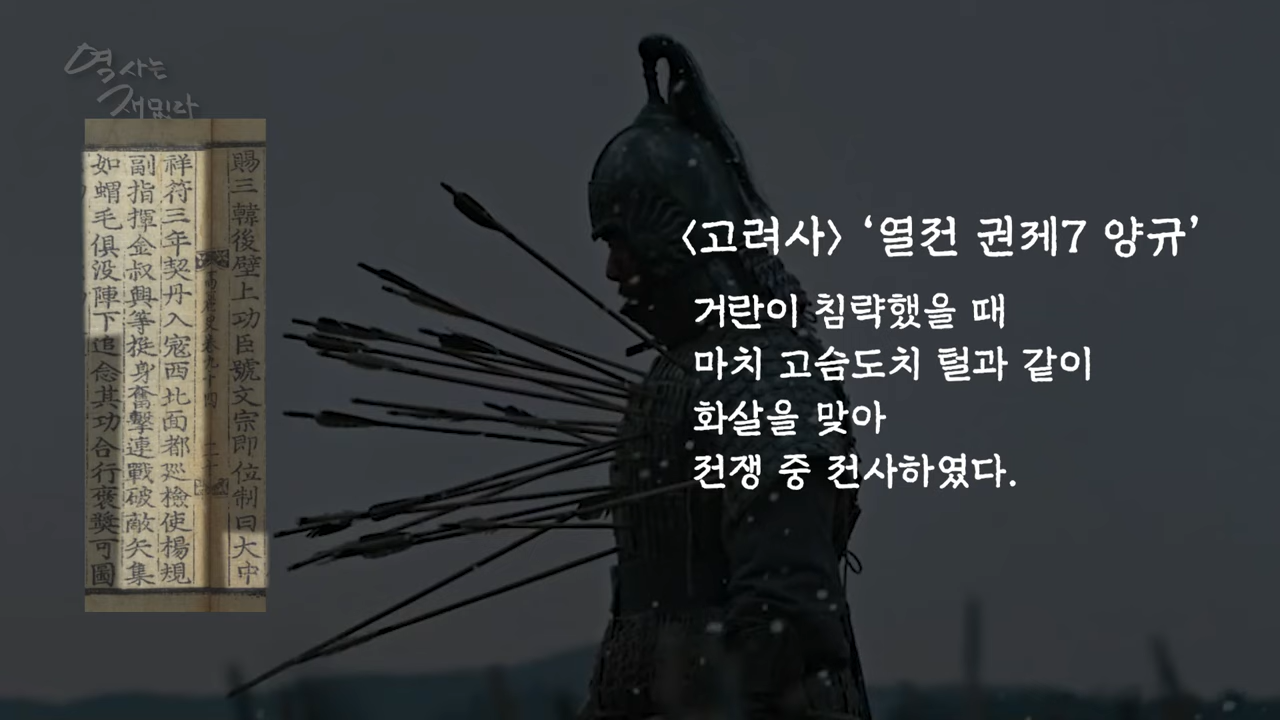 역사는
재밌다
賜三韓後壁上功臣號文宗即位制曰大中
祥符三年契丹入寇西北面都巡檢使楊規
副指揮金叔興等挺身奮擊連戰破敵矢集
如蝟毛俱没陣下追念其功合行褒奬可圖
<고려사> ‘열전 권제7 양규’
거란이 침략했을 때
마치 고슴도치 털과 같이
화살을 맞아
전쟁 중 전사하였다.